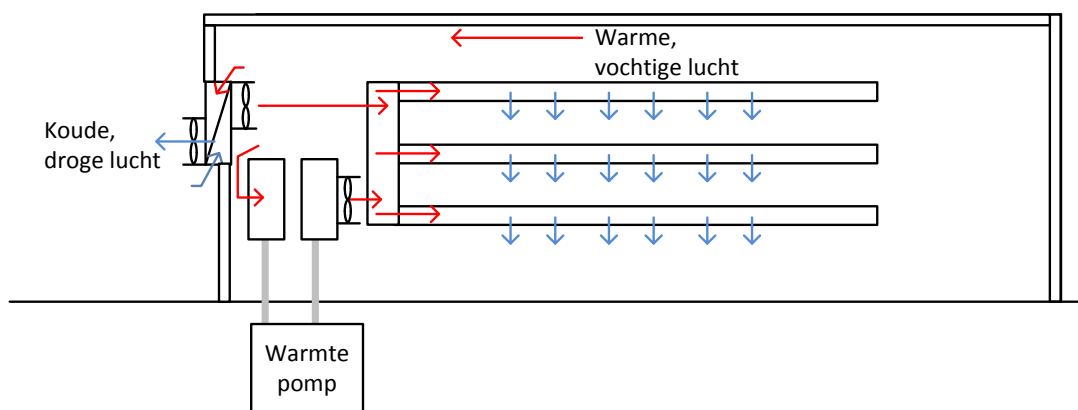 Warme,
vochtige lucht
Koude,
droge lucht
Warmte
pomp